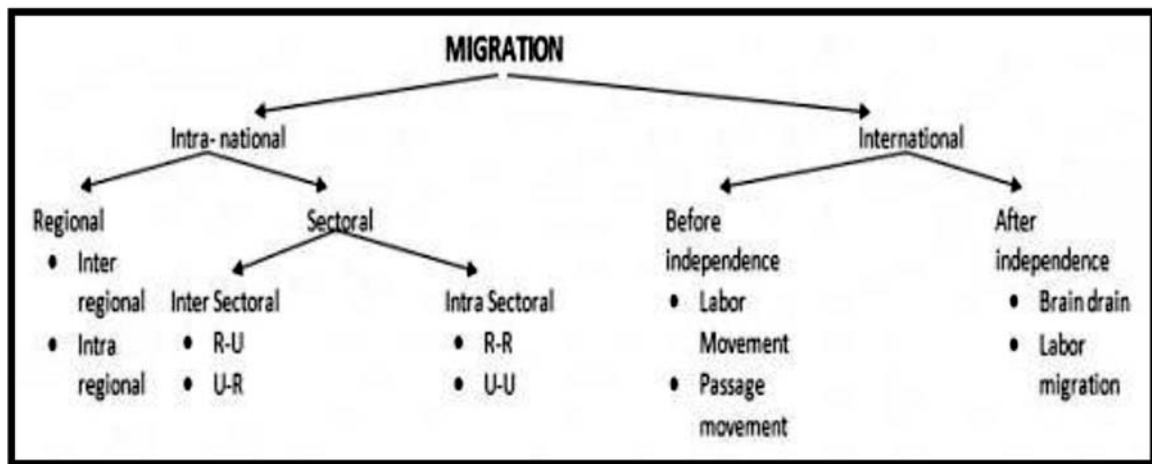 MIGRATION
Intra- national
International
Regional
• Inter
regional
• Intra
regional
Sectoral
Inter Sectoral
• R-U
• U-R
Intra Sectoral
• R-R
• U-U
Before
independence
• Labor
Movement
• Passage
movement
After
independence
• Brain drain
• Labor
migration